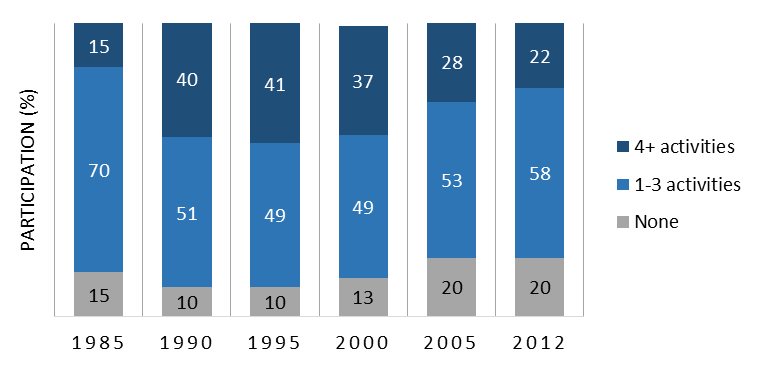 PARTICIPATION (%)
15 40 41 37 28 22
70 51 49 49 53 58
15 10 10 13 20 20
1985 1990 1995 2000 2005 2012
4+ activities
1-3 activities
None